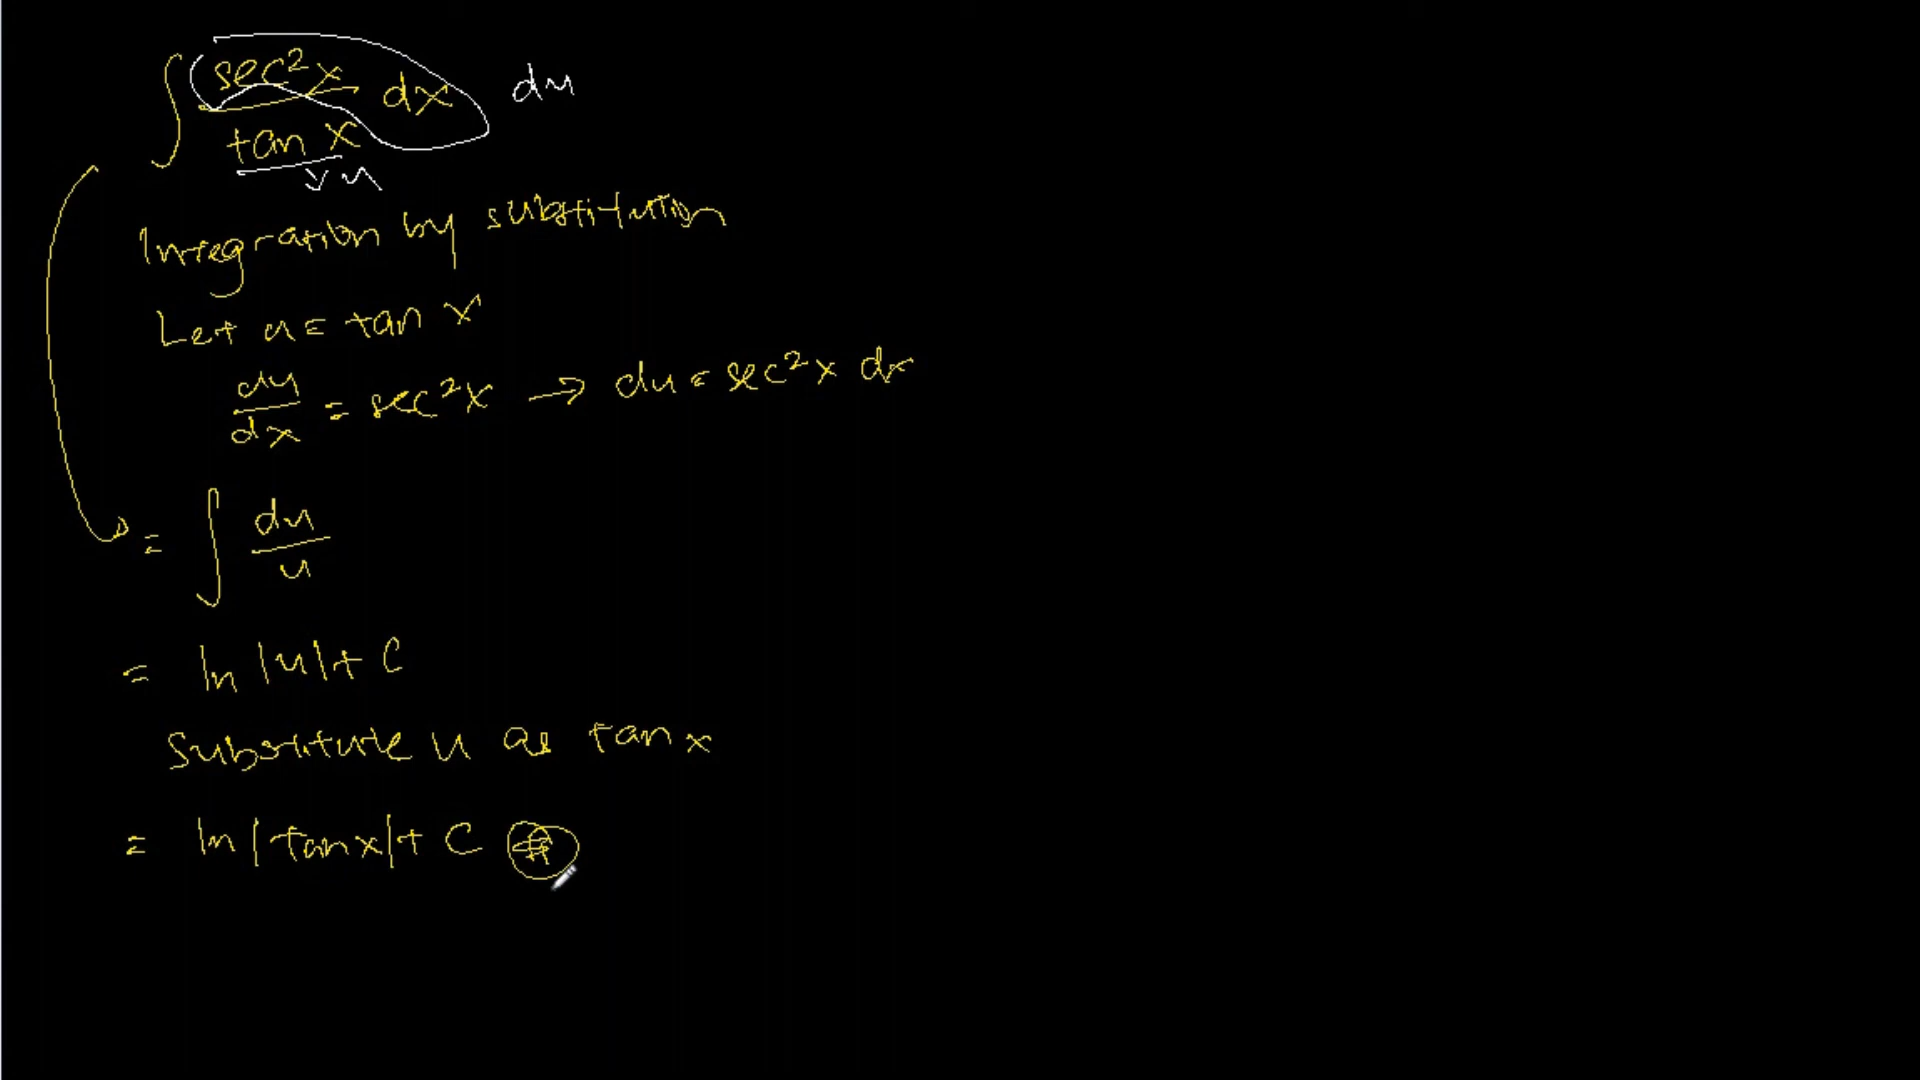 ∫ sec²x / tan x dx du
u
Integration by substitution
Let u = tan x
du/dx = sec²x → du = sec²x dx
= ∫ du/u
= ln |u| + C
Substitute u as tan x
= ln |tan x| + C #